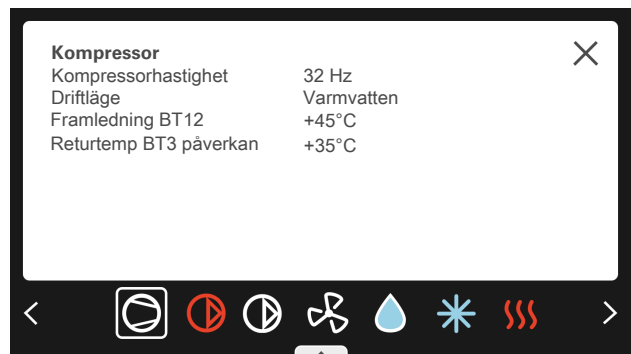 Kompressor
Kompressorhastighet 32 Hz
Driftläge Varmvatten
Framledning BT12 +45°C
Returtemp BT3 påverkan +35°C